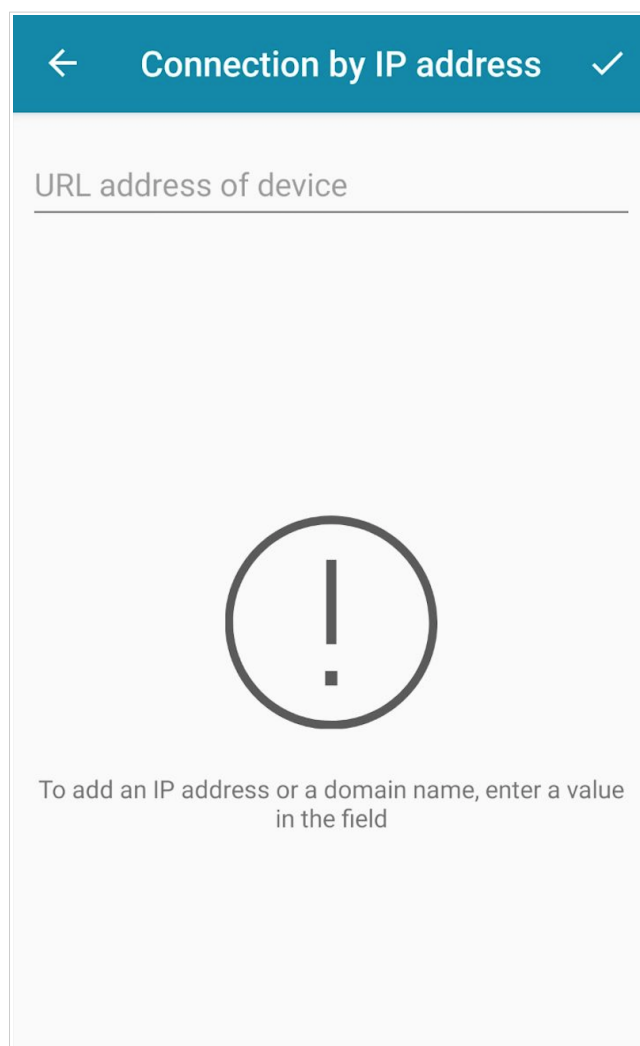 Connection by IP address
URL address of device
To add an IP address or a domain name, enter a value
in the field